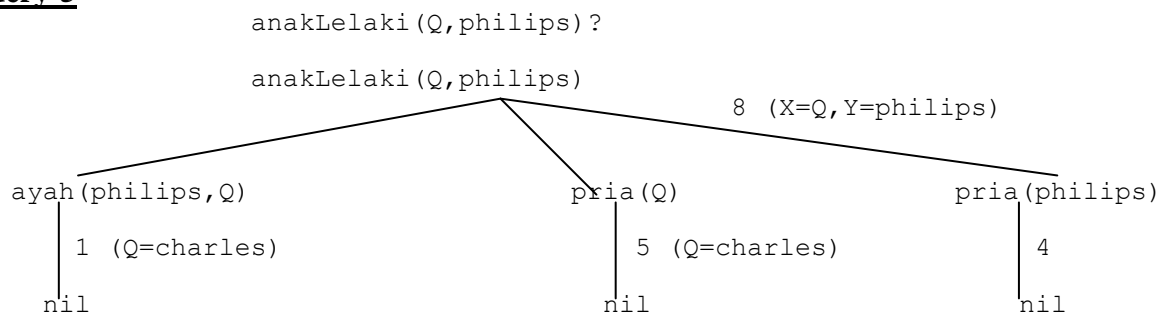 anakLelaki(Q,philips)?
anakLelaki(Q,philips)
8 (X=Q,Y=philips)
ayah(philips,Q) pria(Q) pria(philips)
1 (Q=charles) 5 (Q=charles) 4
nil nil nil